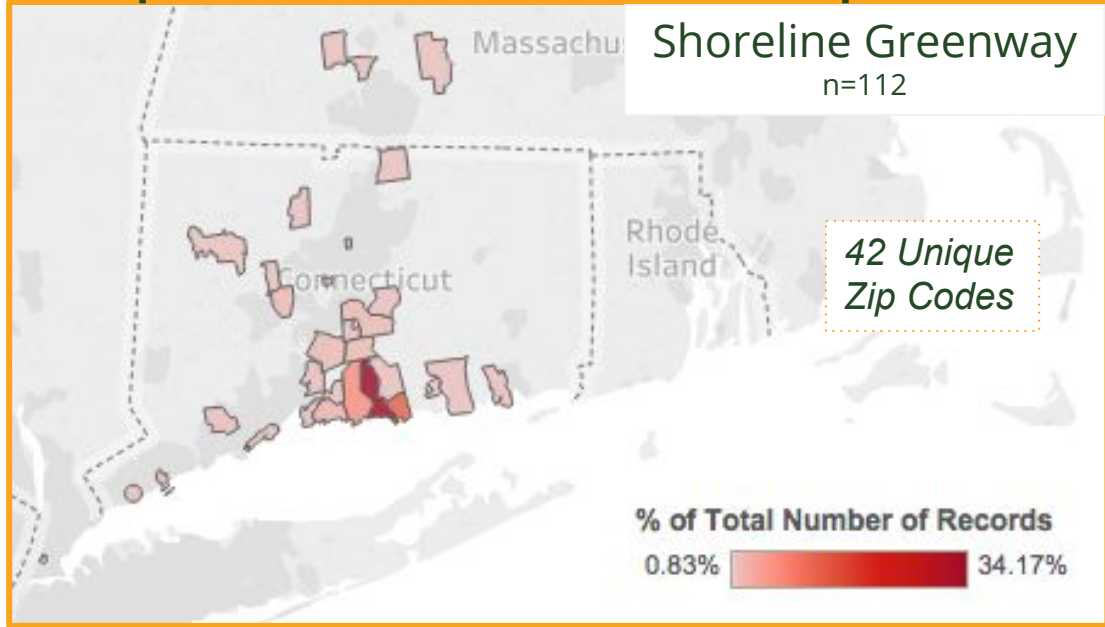 Shoreline Greenway
n=112
Massachu
Rhode
Island
42 Unique
Zip Codes
Connecticut
% of Total Number of Records
0.83%
34.17%